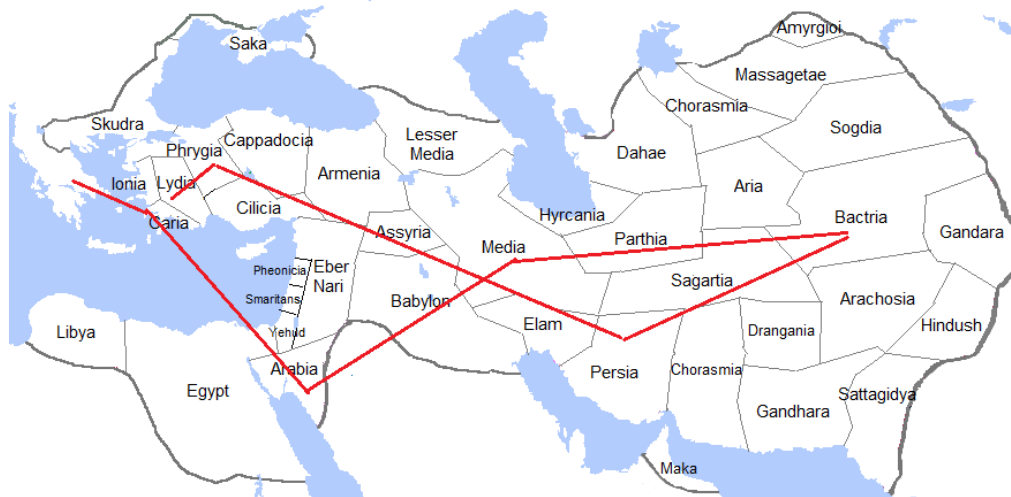 Amyrgioi
Saka
Massagetae
Chorasmia
Skudra
Sogdia
Cappadocia
Lesser
Media
Phrygia
Dahae
Armenia
Ionia
Lydia
Aria
Cilicia
Hyrcania
Caria
Bactria
Assyria
Parthia
Gandara
Media
Pheonicia
Eber
Nari
Sagartia
Smaritans
Babylon
Arachosia
Elam
Hindush
Libya
Yehud
Drangania
Arabia
Persia
Chorasmia
Egypt
Sattagidya
Gandhara
Maka